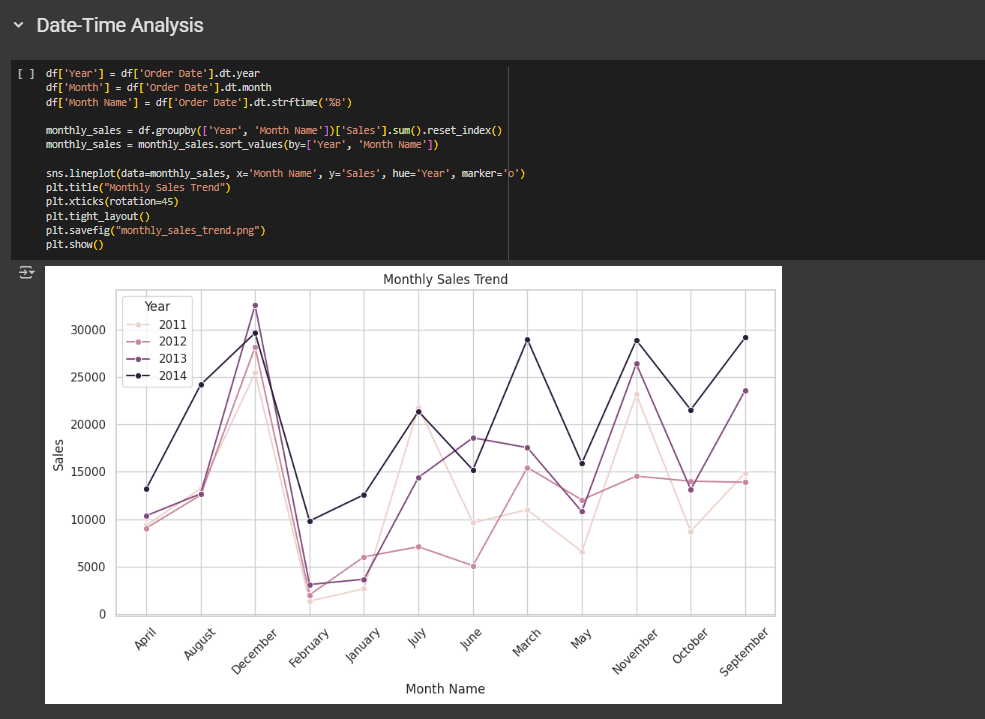 Date-Time Analysis
[ ] df['Year'] = df['Order Date'].dt.year
df['Month'] = df['Order Date'].dt.month
df['Month Name'] = df['Order Date'].dt.strftime('%B')
monthly_sales = df.groupby(['Year', 'Month Name'])['Sales'].sum().reset_index()
monthly_sales = monthly_sales.sort_values(by=['Year', 'Month Name'])
sns.lineplot(data=monthly_sales, x='Month Name', y='Sales', hue='Year', marker='o')
plt.title("Monthly Sales Trend")
plt.xticks(rotation=45)
plt.tight_layout()
plt.savefig("monthly_sales_trend.png")
plt.show()
Monthly Sales Trend
Year
2011
2012
2013
2014
30000
25000
20000
15000
10000
5000
0
Sales
April
August
December
February
January
July
June
March
May
November
October
September
Month Name